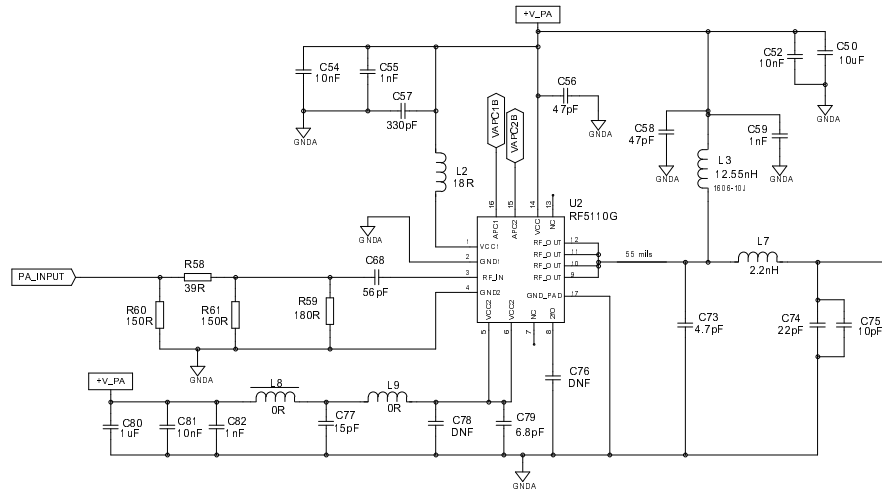 +V_PA
C54
10nF
C55
1nF
C57
330pF
GNDA
VAPC1B
VAPC2B
C56
47pF
GNDA
C52
10nF
C50
10uF
GNDA
C58
47pF
GNDA
C59
1nF
GNDA
L3
12.55nH
1606-10J
L2
18R
U2
RF5110G
16
15
14
13
APC1
APC2
VCC
NC
1
VCC1
2
GND1
3
RF_IN
4
GND2
RF_OUT
12
RF_OUT
11
RF_OUT
10
RF_OUT
9
GND_PAD
17
VCC2
VCC2
NC
2f0
5
6
7
8
GNDA
55 mils
L7
2.2nH
PA_INPUT
R58
39R
C68
56pF
R60
150R
R61
150R
R59
180R
GNDA
C73
4.7pF
C74
22pF
C75
10pF
C76
DNF
+V_PA
L8
0R
L9
0R
C80
1uF
C81
10nF
C82
1nF
C77
15pF
C78
DNF
C79
6.8pF
GNDA